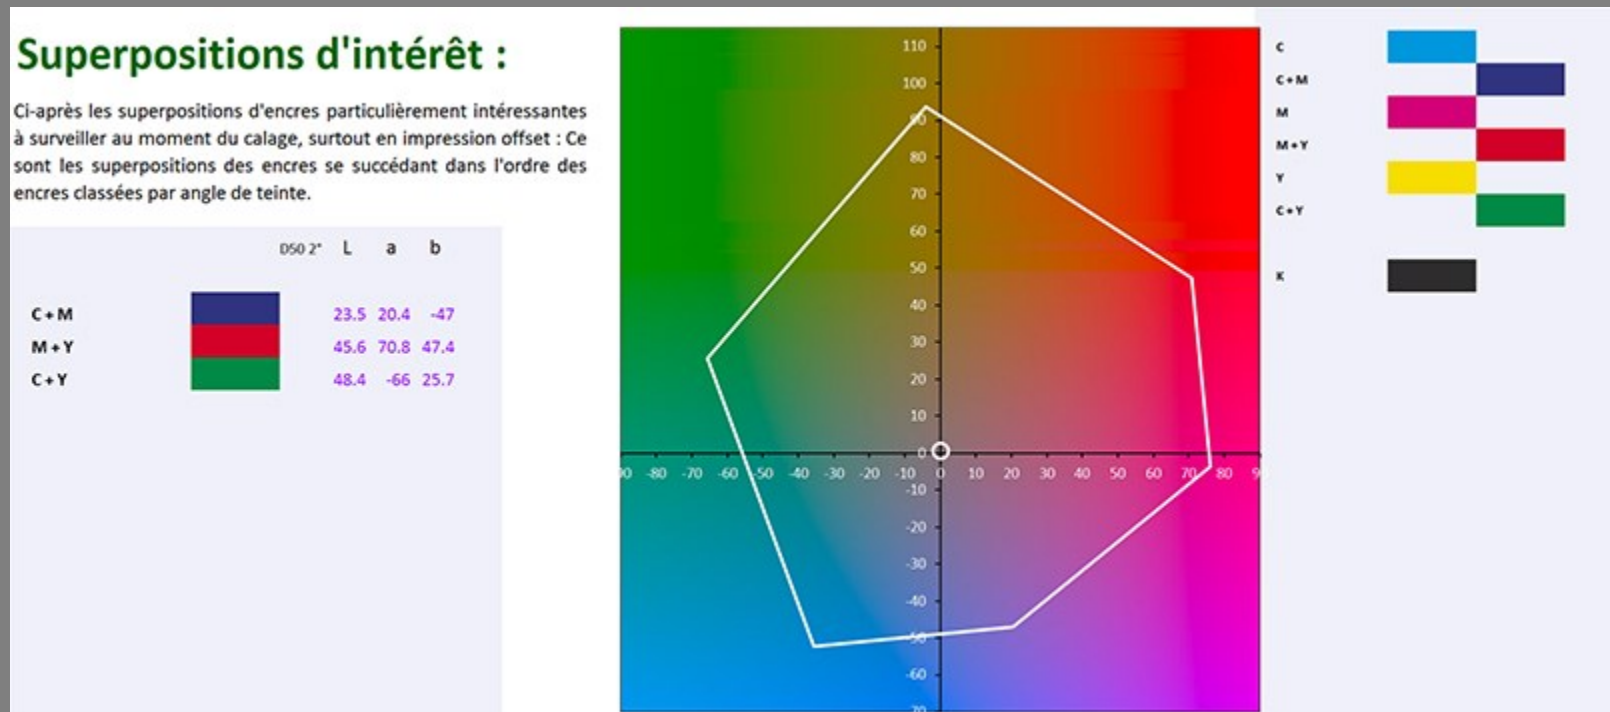 Superpositions d'intérêt :
Ci-après les superpositions d'encres particulièrement intéressantes
à surveiller au moment du calage, surtout en impression offset : Ce
sont les superpositions des encres se succédant dans l'ordre des
encres classées par angle de teinte.
D50 2° L a b
C+M 23.5 20.4 -47
M+Y 45.6 70.8 47.4
C+Y 48.4 -66 25.7
110
100
90
80
70
60
50
40
30
20
10
0
-80 -70 -60 -50 -40 -30 -20 -10 0 10 20 30 40 50 60 70 80
-10
-20
-30
-40
-50
-60
C
C+M
M
M+Y
Y
C+Y
K